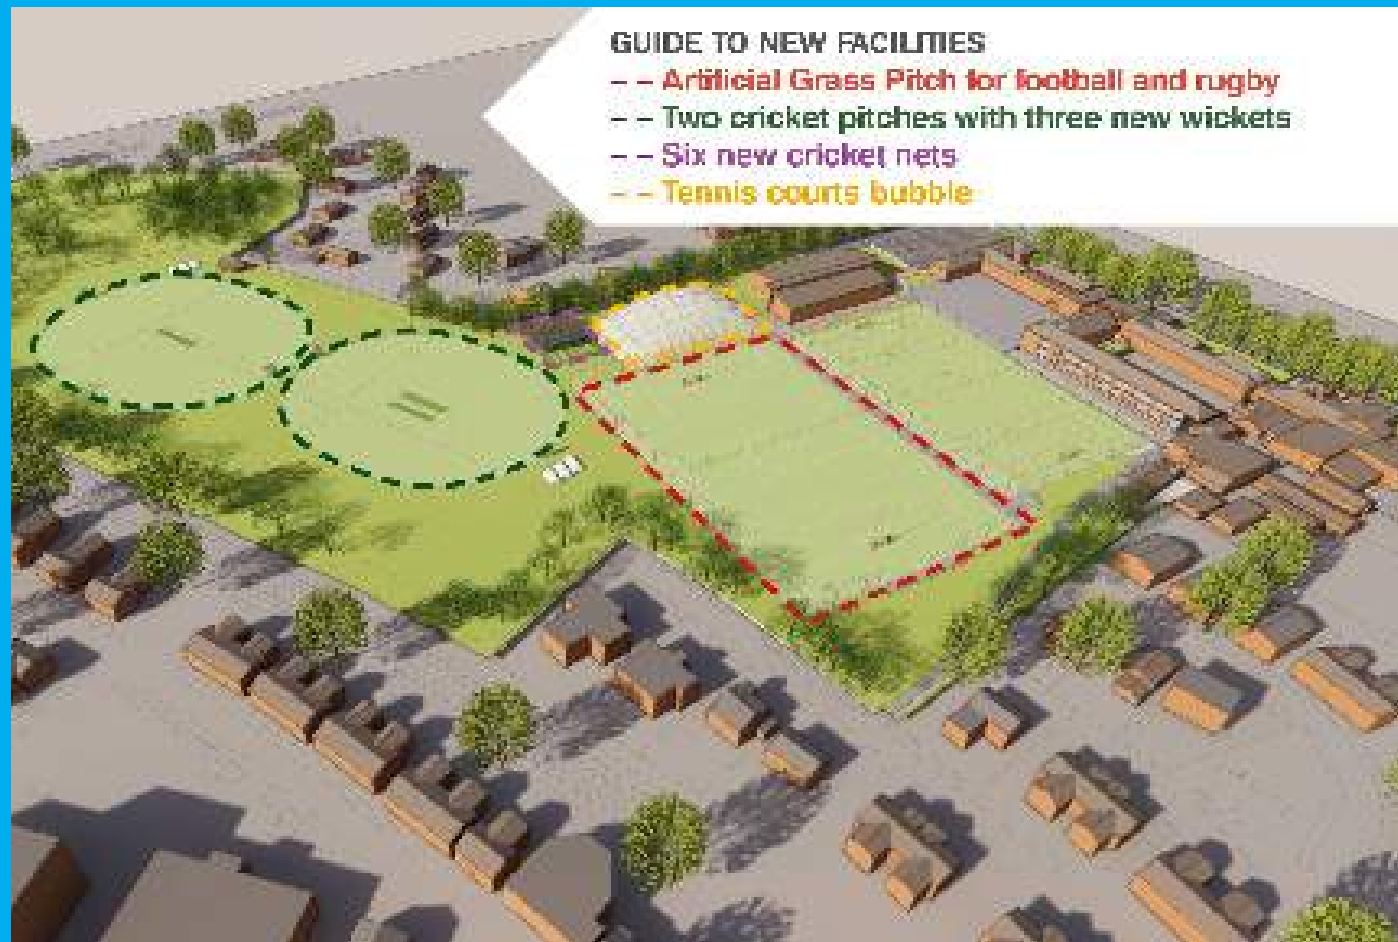 GUIDE TO NEW FACILITIES
– – Artificial Grass Pitch for football and rugby
– – Two cricket pitches with three new wickets
– – Six new cricket nets
– – Tennis courts bubble